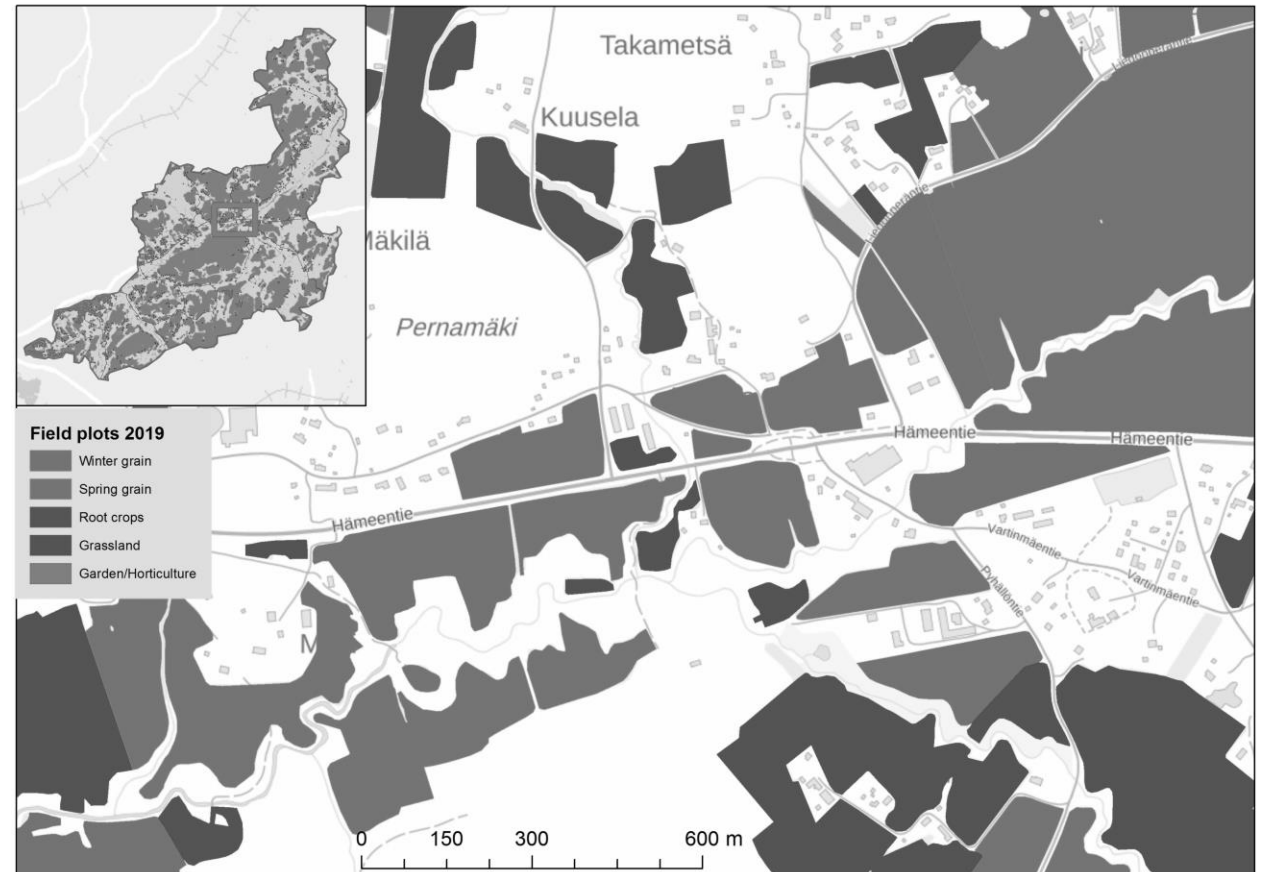 Takametsä
Kuusela
Mäkilä
Pernamäki
Field plots 2019
Winter grain
Spring grain
Root crops
Grassland
Garden/Horticulture
Hämeentie
Hämeentie
Hämeentie
Vartinmäentie
Vartinmäentie
Pyhällöntie
M
0 150 300 600 m